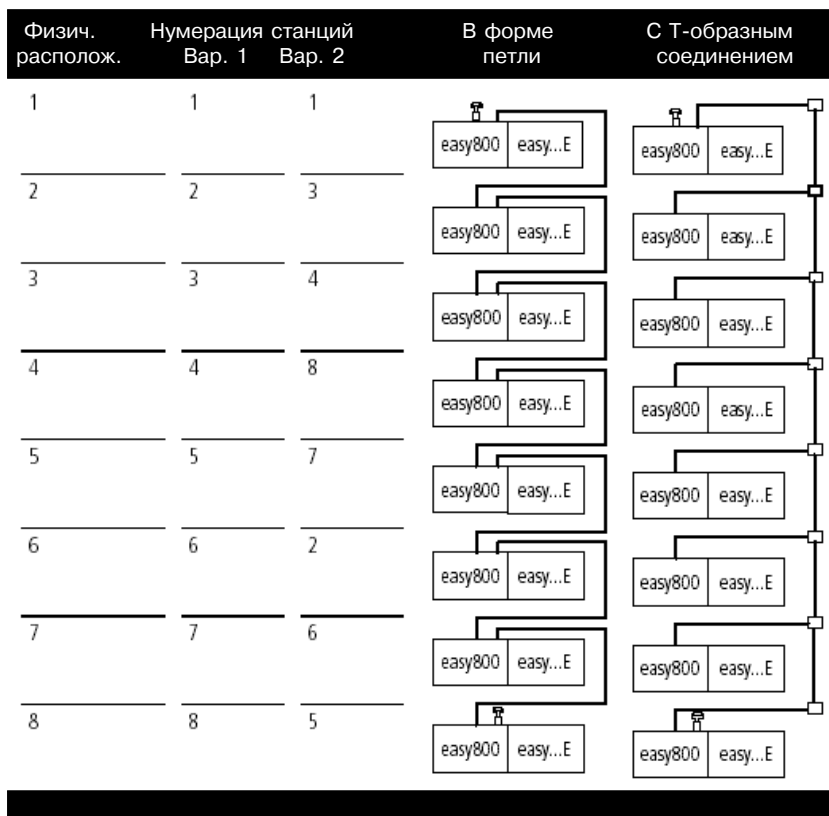 Физич. Нумерация станций В форме С Т-образным
располож. Вар. 1 Вар. 2 петли соединением
1 1 1
easy800 easy...E easy800 easy...E
2 2 3
easy800 easy...E easy800 easy...E
3 3 4
easy800 easy...E easy800 easy...E
4 4 8
easy800 easy...E easy800 easy...E
5 5 7
easy800 easy...E easy800 easy...E
6 6 2
easy800 easy...E easy800 easy...E
7 7 6
easy800 easy...E easy800 easy...E
8 8 5
easy800 easy...E easy800 easy...E